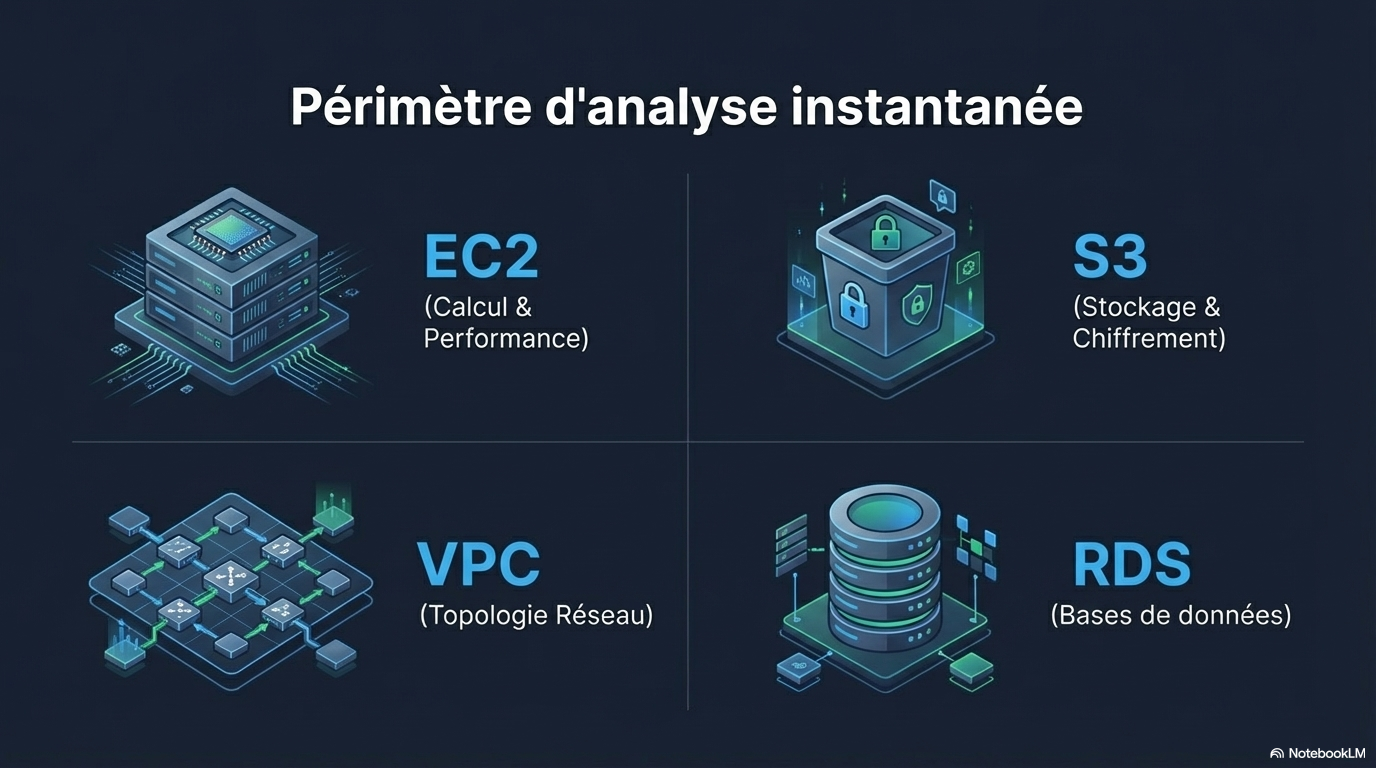 Périmètre d'analyse instantanée
EC2
(Calcul &
Performance)
S3
(Stockage &
Chiffrement)
VPC
(Topologie Réseau)
RDS
(Bases de données)
NotebookLM